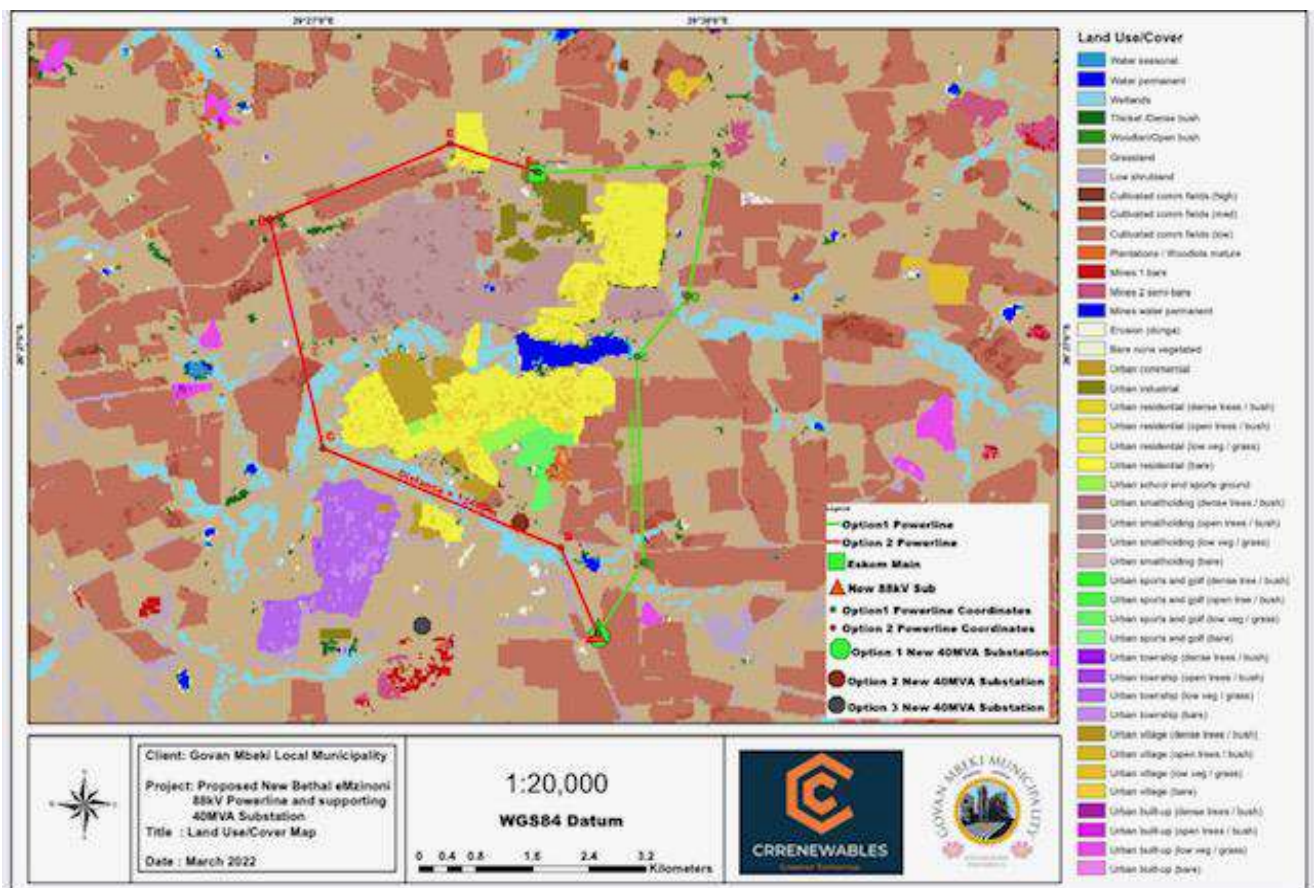 Land Use/Cover
Water seasonal
Water permanent
Wetlands
Thicket /Dense bush
Woodlan/Open bush
Grassland
Low shrubland
Cultivated comm fields (high)
Cultivated comm fields (med)
Cultivated comm fields (low)
Plantations / Woodlots mature
Mines 1 bare
Mines 2 semi-bare
Mines water permanent
Erosion (donga)
Bare none vegetated
Urban commercial
Urban industrial
Urban residential (dense trees / bush)
Urban residential (open trees / bush)
Urban residential (low veg / grass)
Urban residential (bare)
Urban school and sports ground
Urban smallholding (dense trees / bush)
Urban smallholding (open trees / bush)
Urban smallholding (low veg / grass)
Urban smallholding (bare)
Urban sports and golf (dense tree / bush)
Urban sports and golf (open tree / bush)
Urban sports and golf (low veg / grass)
Urban sports and golf (bare)
Urban township (dense trees / bush)
Urban township (open trees / bush)
Urban township (low veg / grass)
Urban township (bare)
Urban village (dense trees / bush)
Urban village (open trees / bush)
Urban village (low veg / grass)
Urban village (bare)
Urban built-up (dense trees / bush)
Urban built-up (open trees / bush)
Urban built-up (low veg / grass)
Urban built-up (bare)
Legend
Option1 Powerline
Option 2 Powerline
Eskom Main
New 88kV Sub
Option1 Powerline Coordinates
Option 2 Powerline Coordinates
Option 1 New 40MVA Substation
Option 2 New 40MVA Substation
Option 3 New 40MVA Substation
Client: Govan Mbeki Local Municipality
Project: Proposed New Bethal eMzinoni
88kV Powerline and supporting
40MVA Substation
Title : Land Use/Cover Map
Date : March 2022
1:20,000
WGS84 Datum
0 0.4 0.8 1.6 2.4 3.2
Kilometers
CRRENEWABLES
GOVAN MBEKI MUNICIPALITY